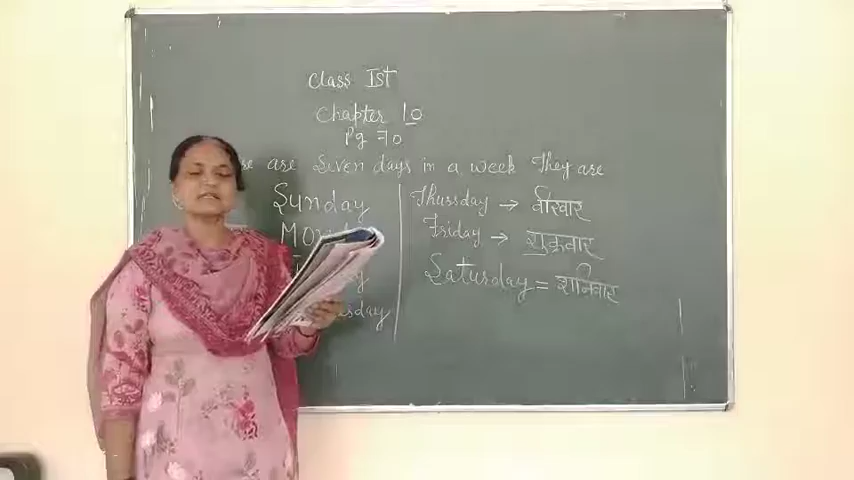 Class Ist
Chapter 10
Pg 70
are Seven days in a week They are
Sunday
Thursday → वीरवार
Friday → शुक्रवार
Saturday = शनिवार